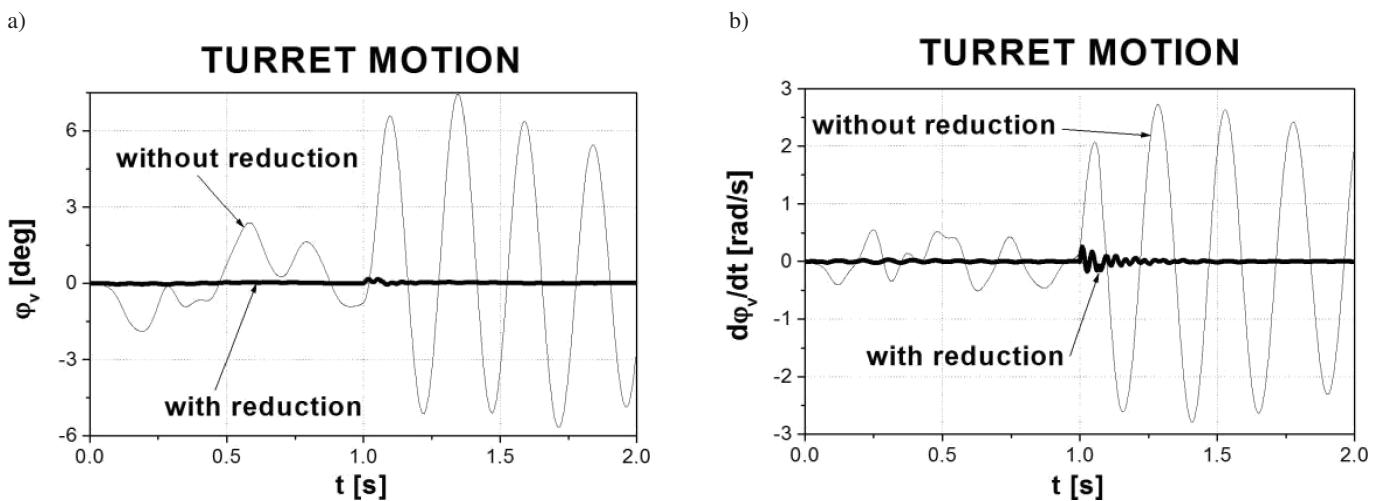 a)
TURRET MOTION
φv [deg]
6
3
0
-3
-6
without reduction
with reduction
0.0 0.5 1.0 1.5 2.0
t [s]
b)
TURRET MOTION
dφv/dt [rad/s]
3
2
1
0
-1
-2
-3
without reduction
with reduction
0.0 0.5 1.0 1.5 2.0
t [s]